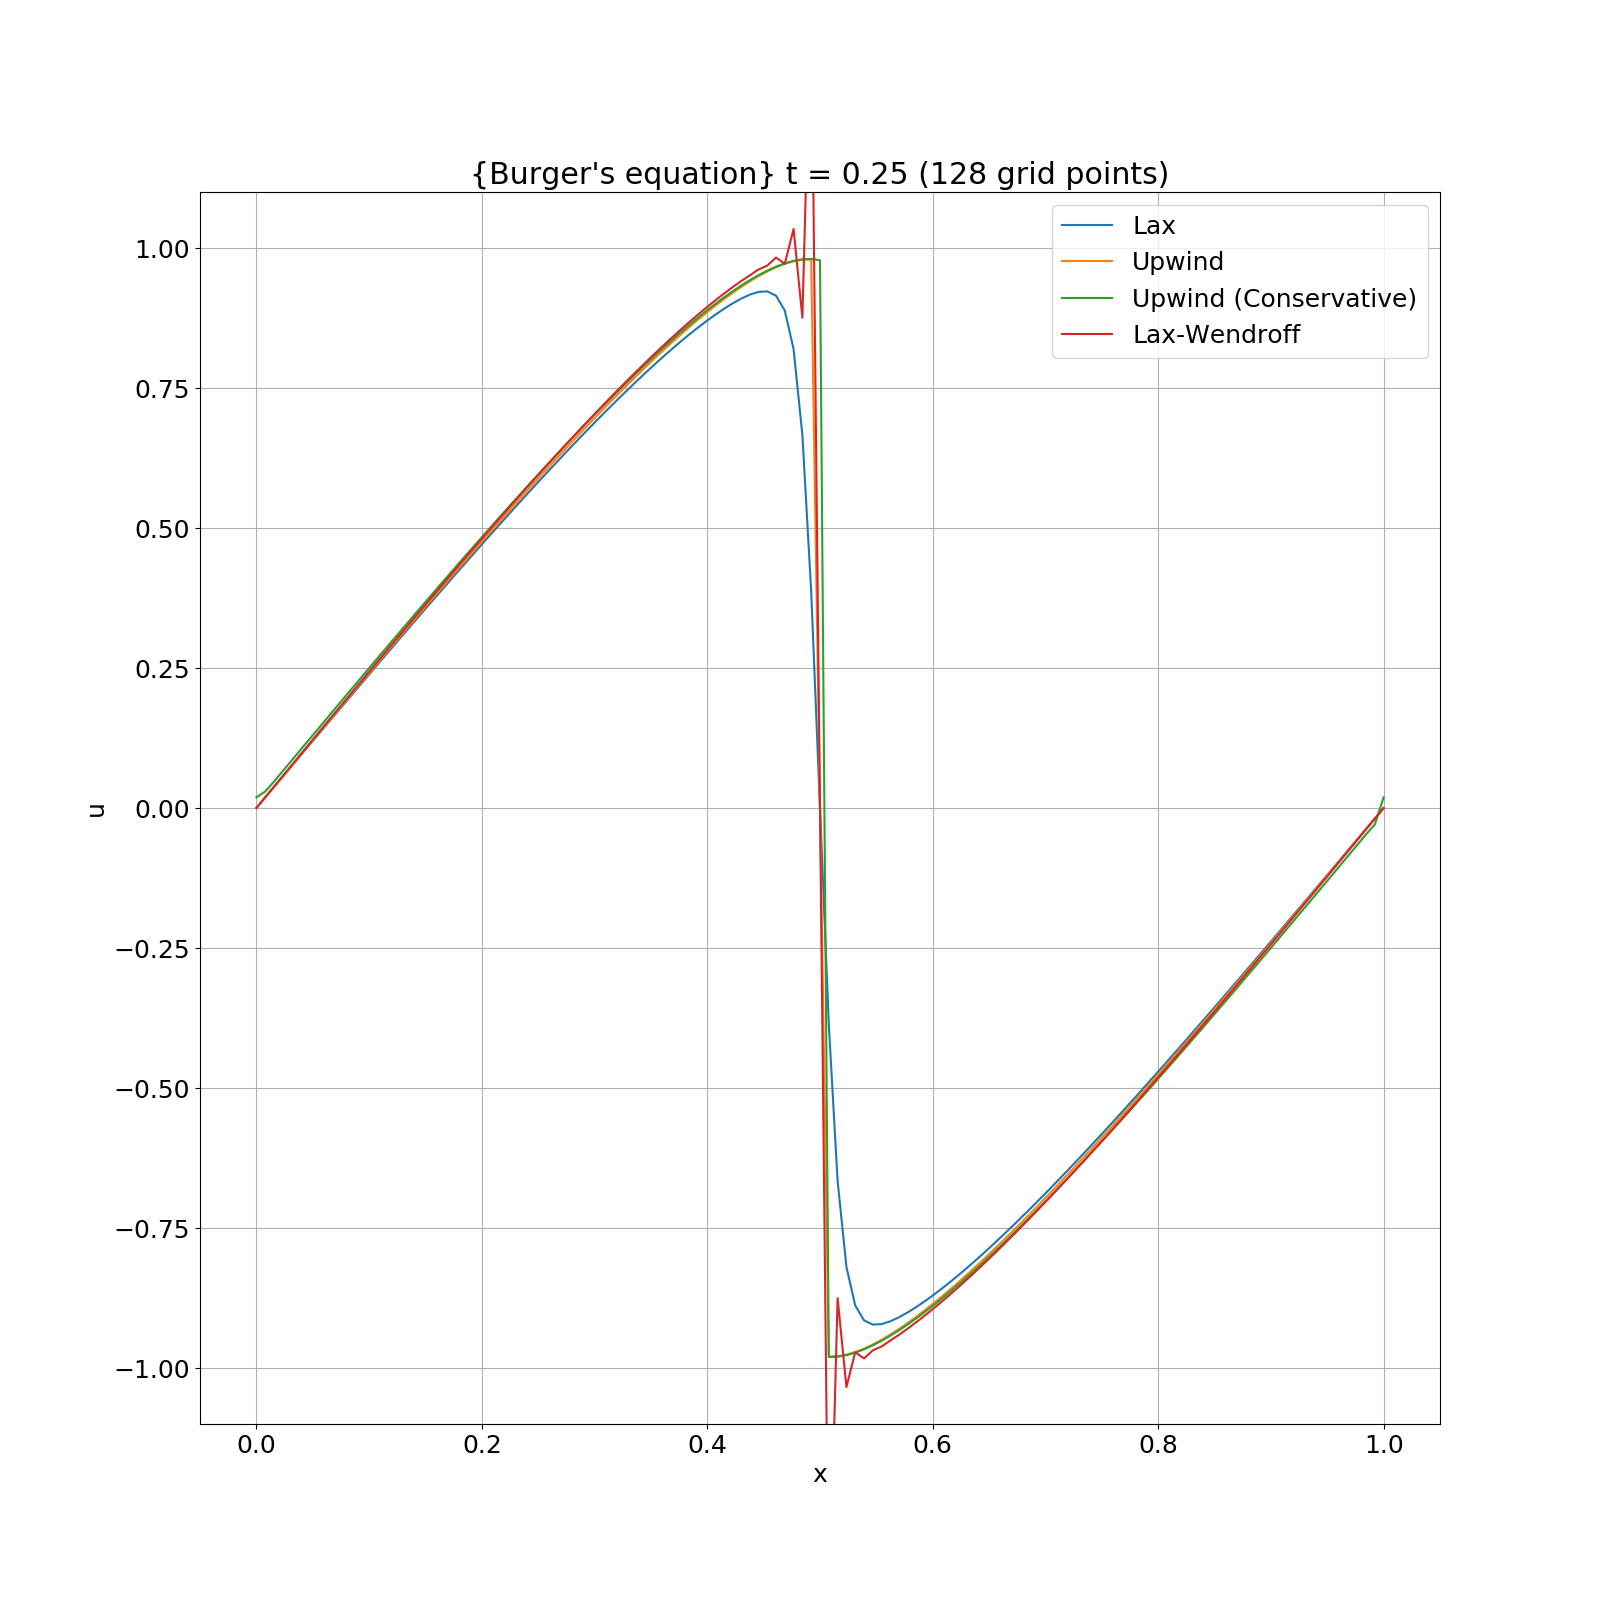 {Burger's equation} t = 0.25 (128 grid points)
Lax
Upwind
Upwind (Conservative)
Lax-Wendroff
1.00
0.75
0.50
0.25
0.00
−0.25
−0.50
−0.75
−1.00
u
0.0 0.2 0.4 0.6 0.8 1.0
x